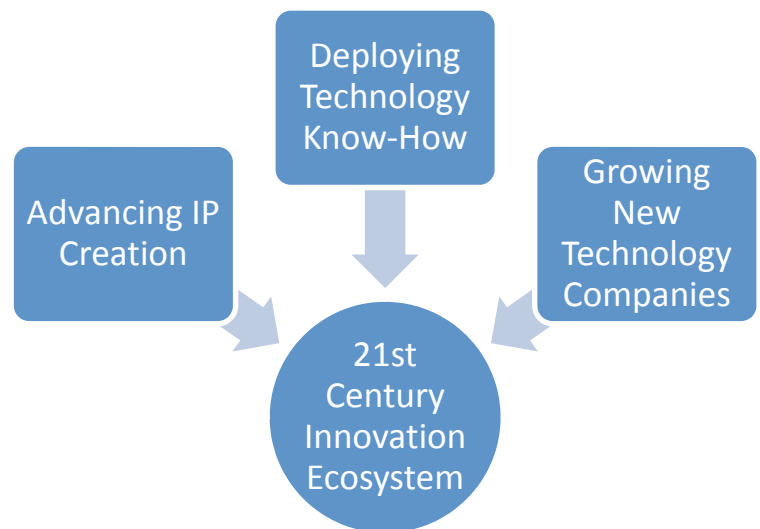 Deploying
Technology
Know-How
Advancing IP
Creation
Growing
New
Technology
Companies
21st
Century
Innovation
Ecosystem